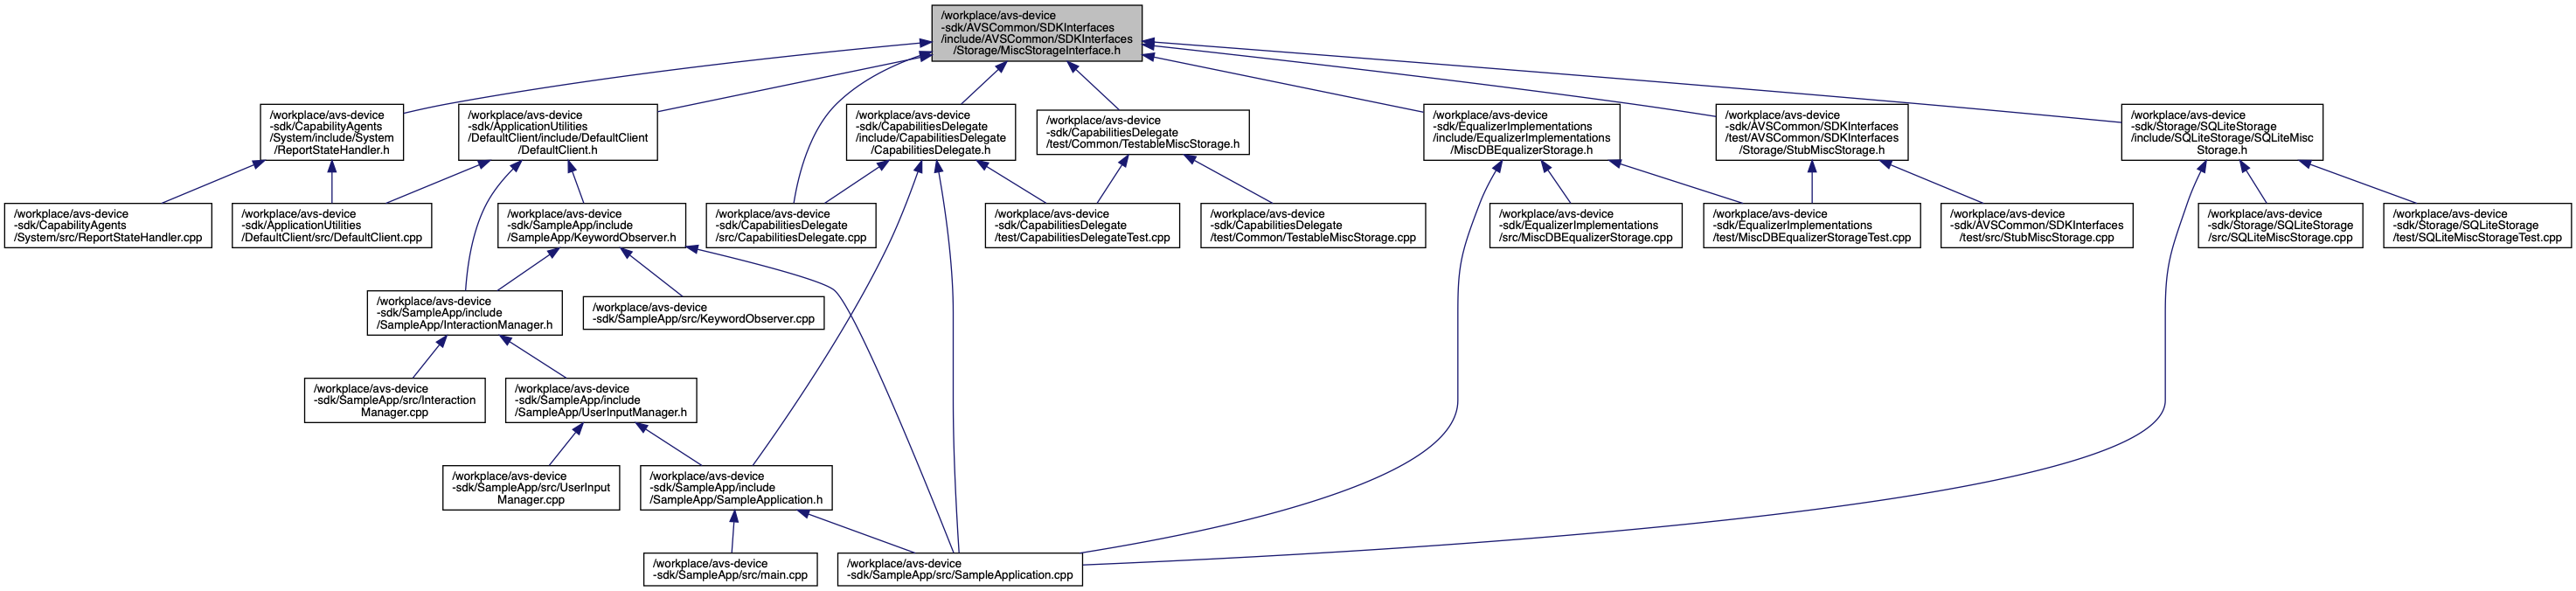 /workplace/avs-device
-sdk/AVSCommon/SDKInterfaces
/include/AVSCommon/SDKInterfaces
/Storage/MiscStorageInterface.h
/workplace/avs-device
-sdk/CapabilityAgents
/System/include/System
/ReportStateHandler.h
/workplace/avs-device
-sdk/ApplicationUtilities
/DefaultClient/include/DefaultClient
/DefaultClient.h
/workplace/avs-device
-sdk/CapabilitiesDelegate
/include/CapabilitiesDelegate
/CapabilitiesDelegate.h
/workplace/avs-device
-sdk/CapabilitiesDelegate
/test/Common/TestableMiscStorage.h
/workplace/avs-device
-sdk/EqualizerImplementations
/include/EqualizerImplementations
/MiscDBEqualizerStorage.h
/workplace/avs-device
-sdk/AVSCommon/SDKInterfaces
/test/AVSCommon/SDKInterfaces
/Storage/StubMiscStorage.h
/workplace/avs-device
-sdk/Storage/SQLiteStorage
/include/SQLiteStorage/SQLiteMisc
Storage.h
/workplace/avs-device
-sdk/CapabilityAgents
/System/src/ReportStateHandler.cpp
/workplace/avs-device
-sdk/ApplicationUtilities
/DefaultClient/src/DefaultClient.cpp
/workplace/avs-device
-sdk/SampleApp/include
/SampleApp/KeywordObserver.h
/workplace/avs-device
-sdk/CapabilitiesDelegate
/src/CapabilitiesDelegate.cpp
/workplace/avs-device
-sdk/CapabilitiesDelegate
/test/CapabilitiesDelegateTest.cpp
/workplace/avs-device
-sdk/CapabilitiesDelegate
/test/Common/TestableMiscStorage.cpp
/workplace/avs-device
-sdk/EqualizerImplementations
/src/MiscDBEqualizerStorage.cpp
/workplace/avs-device
-sdk/EqualizerImplementations
/test/MiscDBEqualizerStorageTest.cpp
/workplace/avs-device
-sdk/AVSCommon/SDKInterfaces
/test/src/StubMiscStorage.cpp
/workplace/avs-device
-sdk/Storage/SQLiteStorage
/src/SQLiteMiscStorage.cpp
/workplace/avs-device
-sdk/Storage/SQLiteStorage
/test/SQLiteMiscStorageTest.cpp
/workplace/avs-device
-sdk/SampleApp/include
/SampleApp/InteractionManager.h
/workplace/avs-device
-sdk/SampleApp/src/KeywordObserver.cpp
/workplace/avs-device
-sdk/SampleApp/src/Interaction
Manager.cpp
/workplace/avs-device
-sdk/SampleApp/include
/SampleApp/UserInputManager.h
/workplace/avs-device
-sdk/SampleApp/src/UserInput
Manager.cpp
/workplace/avs-device
-sdk/SampleApp/include
/SampleApp/SampleApplication.h
/workplace/avs-device
-sdk/SampleApp/src/main.cpp
/workplace/avs-device
-sdk/SampleApp/src/SampleApplication.cpp